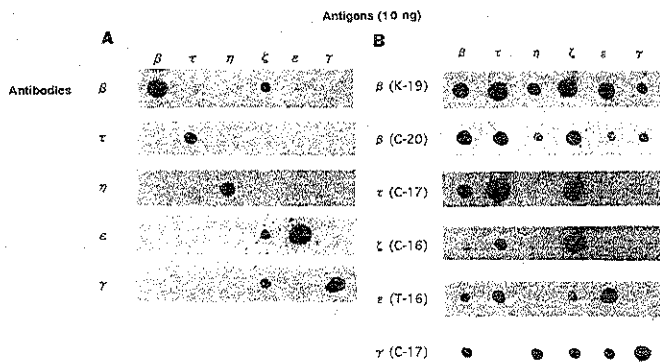 Antigens (10 ng)
A
β τ η ζ ε γ
Antibodies
β
τ
η
ε
γ
B
β τ η ζ ε γ
β (K-19)
β (C-20)
τ (C-17)
ζ (C-16)
ε (T-16)
γ (C-17)